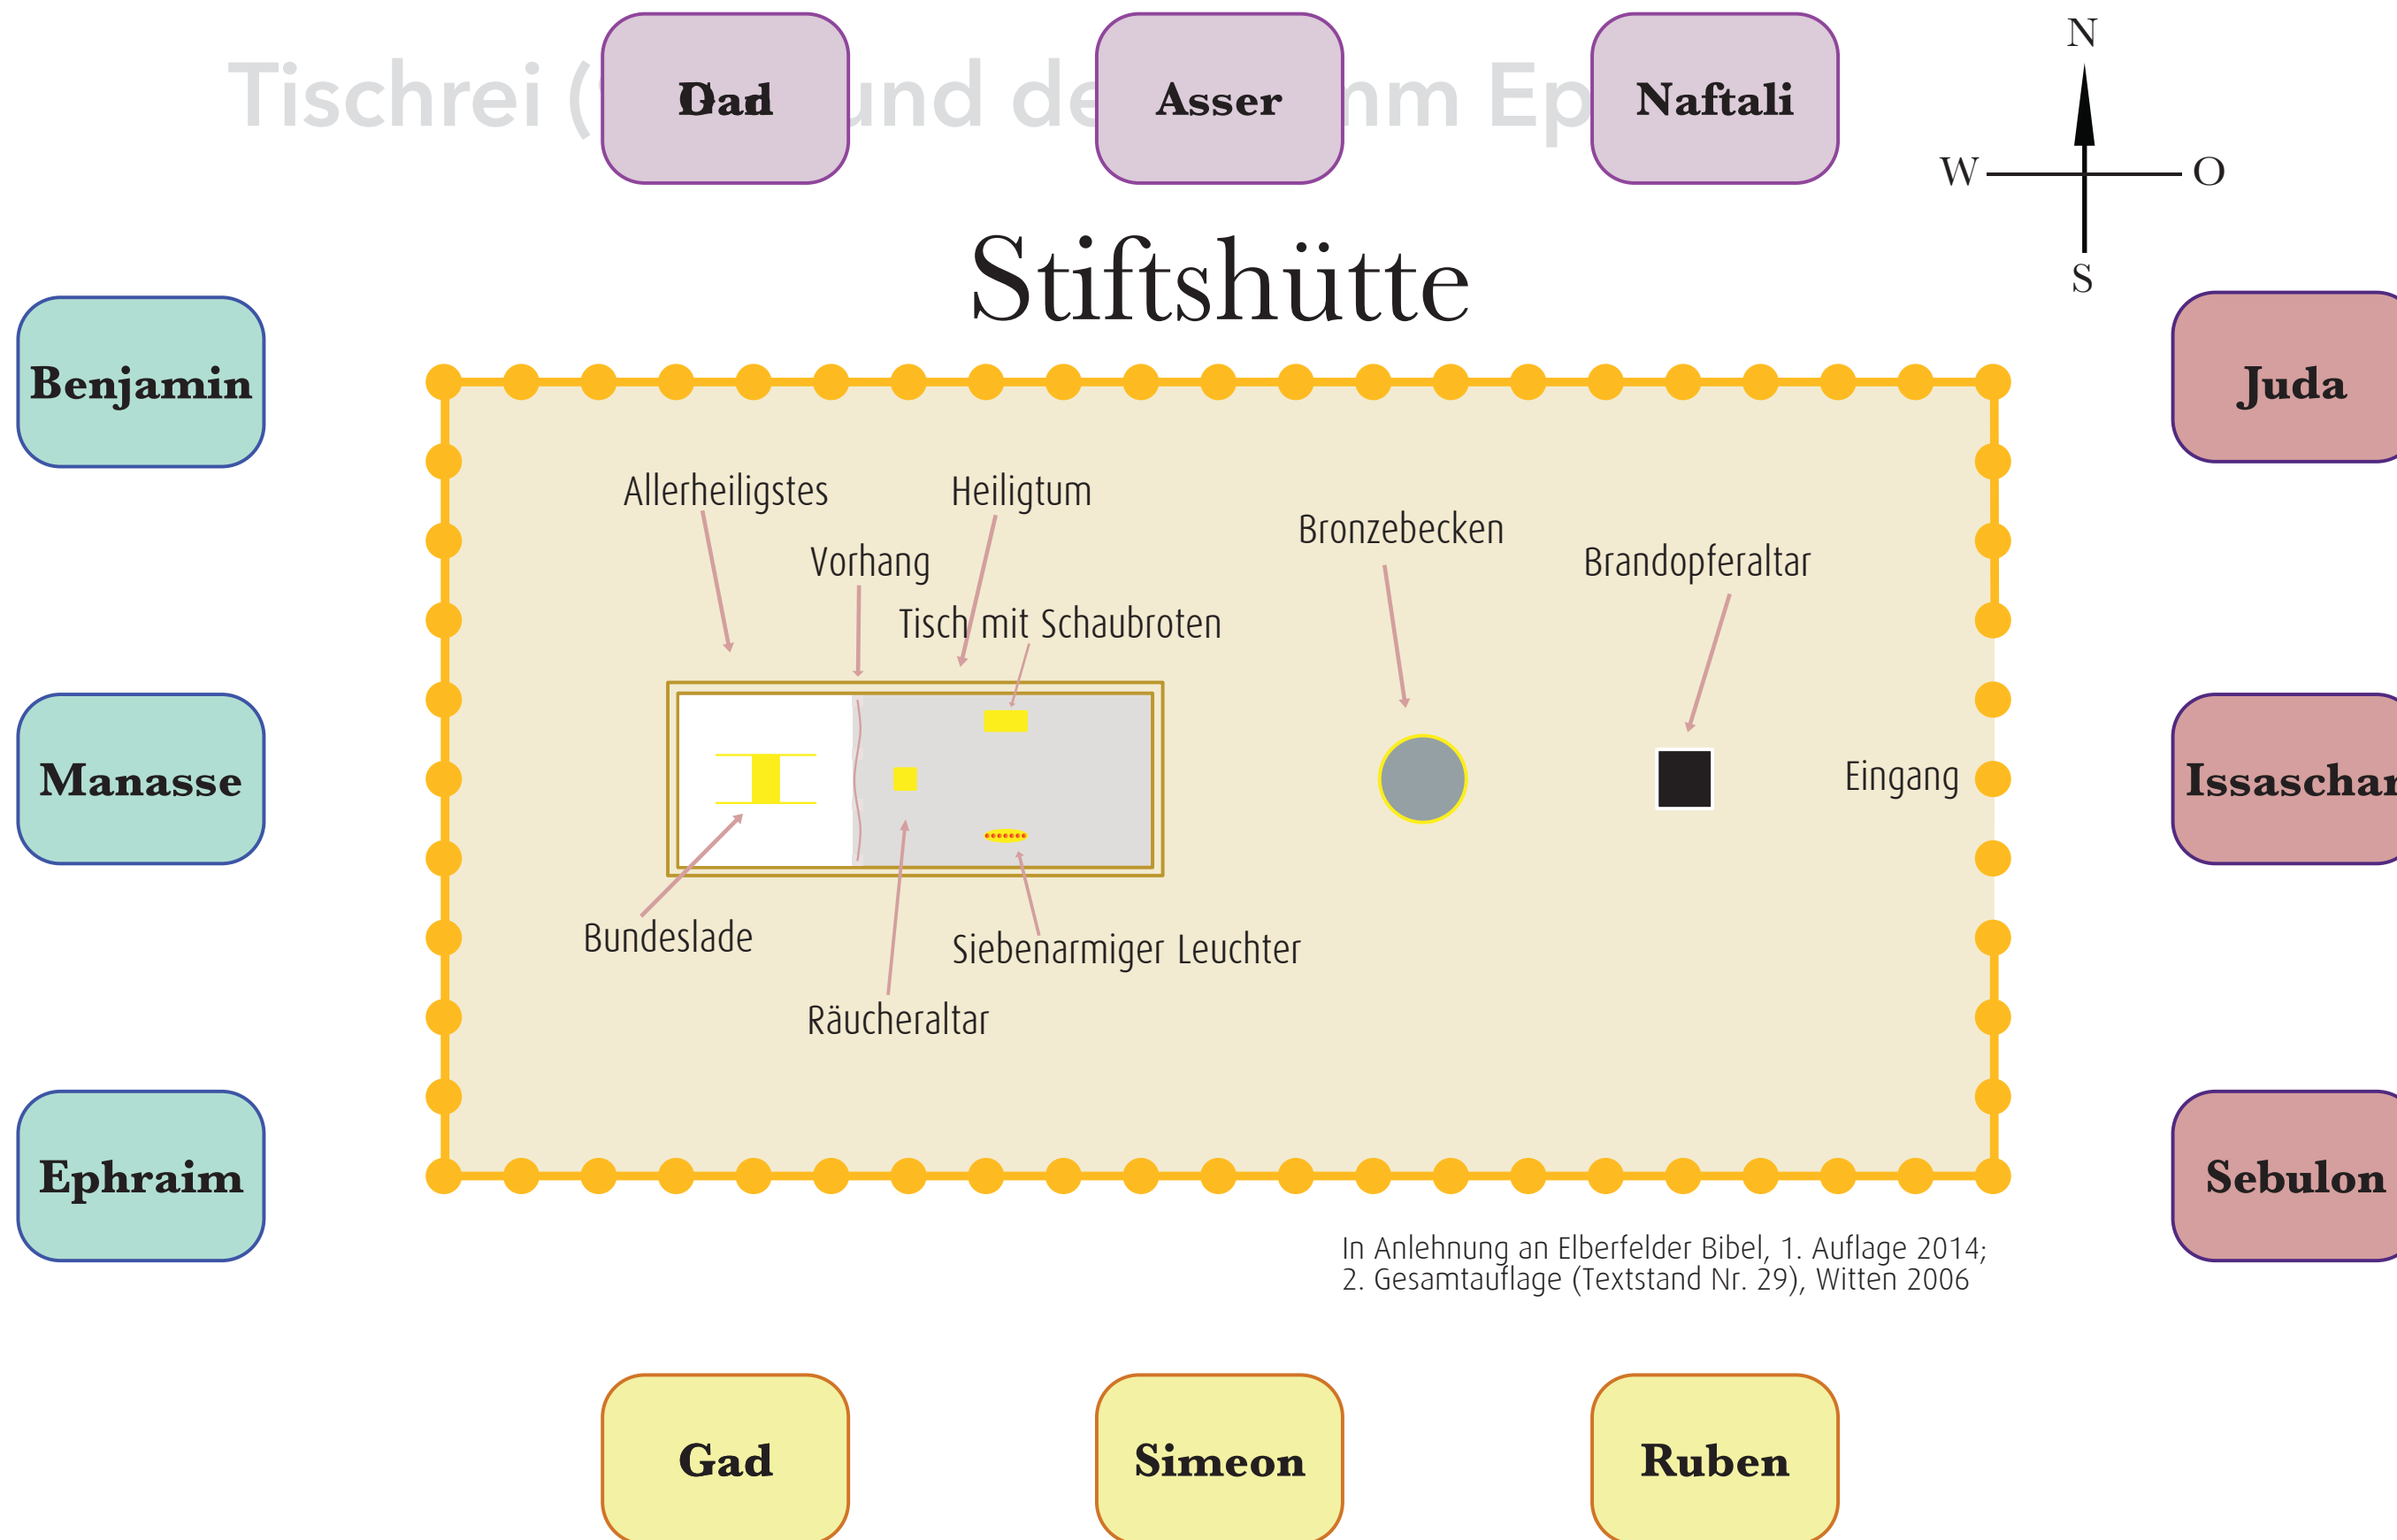 N
Tischrei ( und de mm Ep
Asser
Naftali
W
O
S
Stiftshütte
Benjamin
Juda
Allerheiligstes
Heiligtum
Bronzebecken
Vorhang
Brandopferaltar
Tisch mit Schaubroten
Manasse
Eingang
Issaschar
Bundeslade
Siebenarmiger Leuchter
Räucheraltar
Ephraim
Sebulon
In Anlehnung an Elberfelder Bibel, 1. Auflage 2014;
2. Gesamtauflage (Textstand Nr. 29), Witten 2006
Gad
Simeon
Ruben